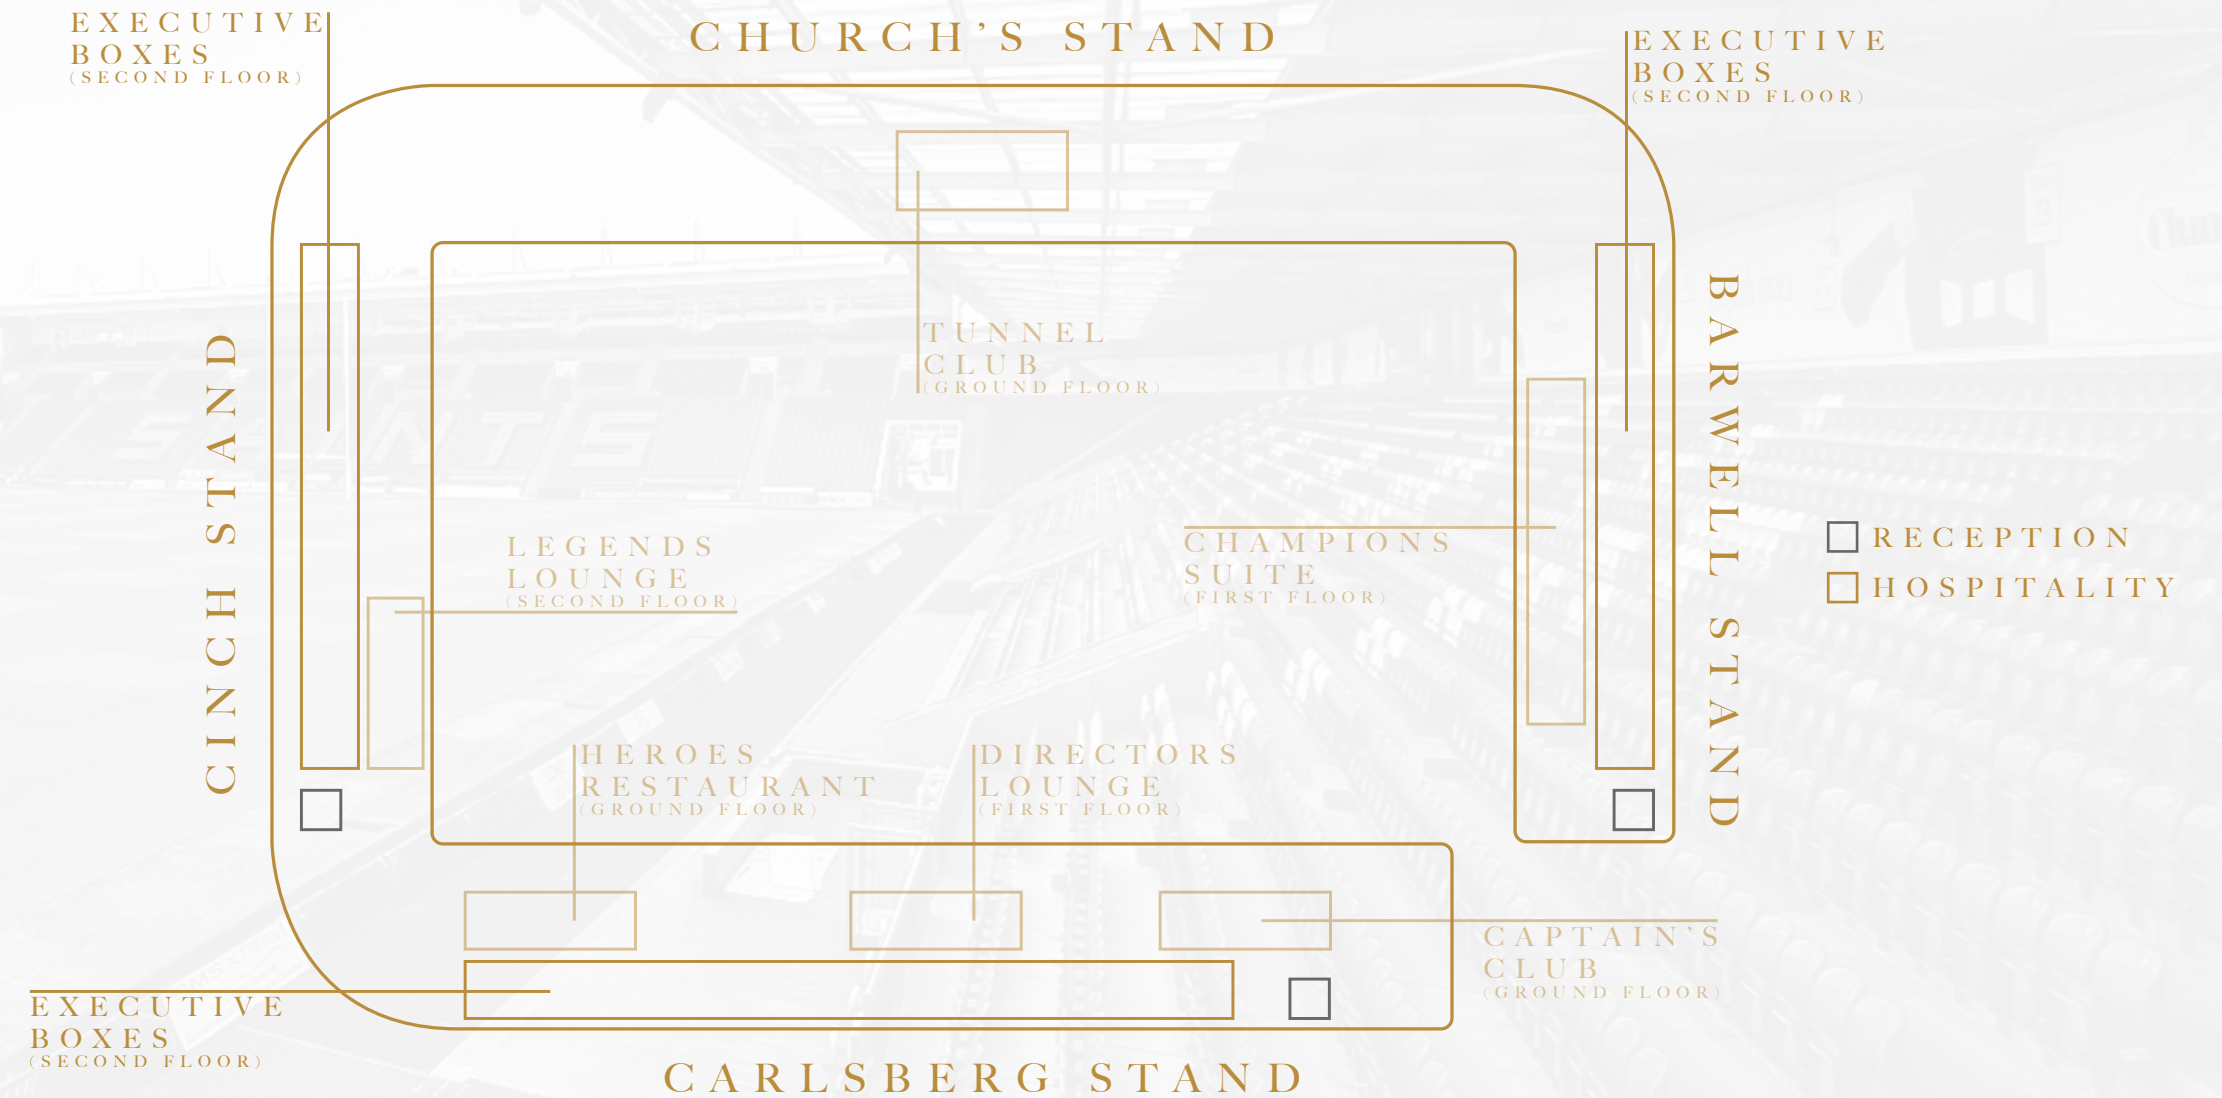 EXECUTIVE
BOXES
(SECOND FLOOR)
CHURCH’S STAND
EXECUTIVE
BOXES
(SECOND FLOOR)
TUNNEL
CLUB
(GROUND FLOOR)
CINCH STAND
BARWELL STAND
SAINTS
LEGENDS
LOUNGE
(SECOND FLOOR)
CHAMPIONS
SUITE
(FIRST FLOOR)
RECEPTION
HOSPITALITY
HEROES
RESTAURANT
(GROUND FLOOR)
DIRECTORS
LOUNGE
(FIRST FLOOR)
CAPTAIN’S
CLUB
(GROUND FLOOR)
EXECUTIVE
BOXES
(SECOND FLOOR)
CARLSBERG STAND